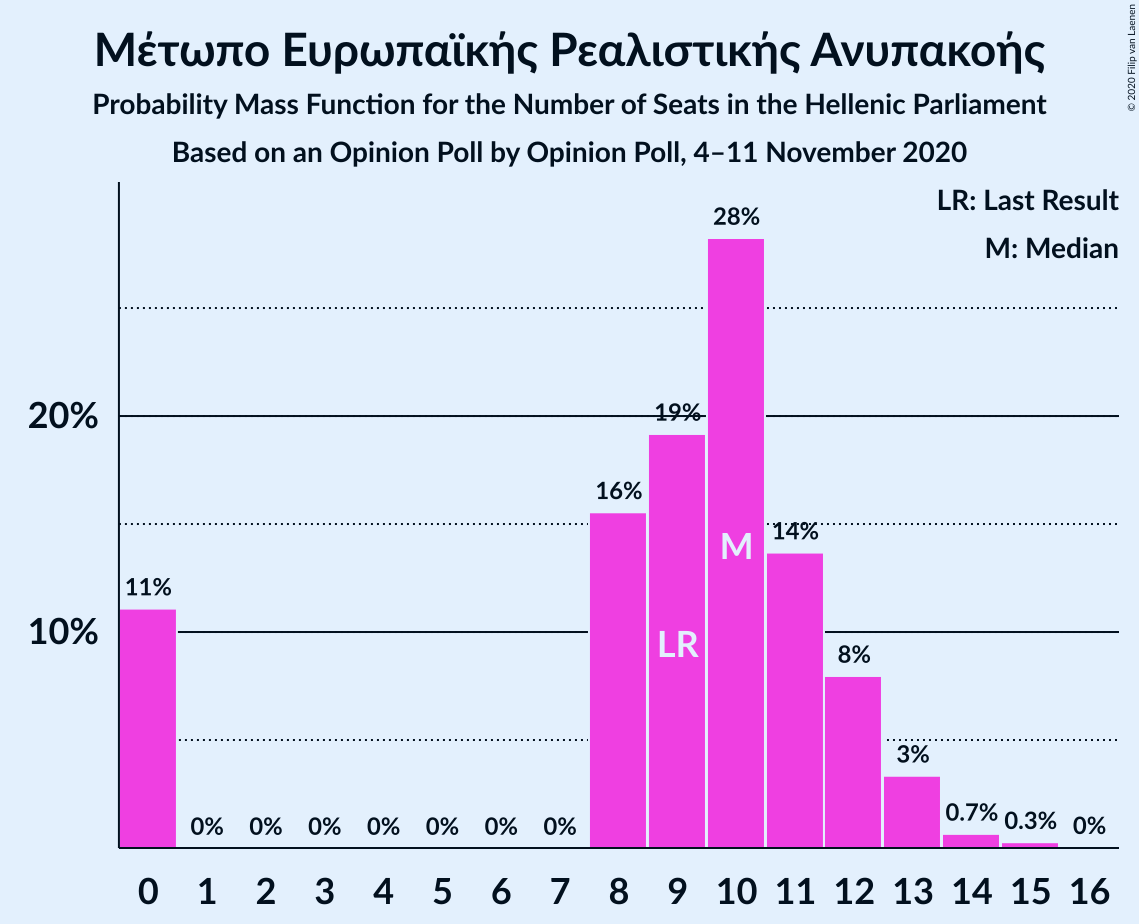 Μέτωπο Ευρωπαϊκής Ρεαλιστικής Ανυπακοής
Probability Mass Function for the Number of Seats in the Hellenic Parliament
Based on an Opinion Poll by Opinion Poll, 4–11 November 2020
© 2020 Filip van Laenen
LR: Last Result
M: Median
28%
20%
19%
16%
14%
M
11%
10%
LR
8%
3%
0% 0% 0% 0% 0% 0% 0% 0.7% 0.3% 0%
0 1 2 3 4 5 6 7 8 9 10 11 12 13 14 15 16